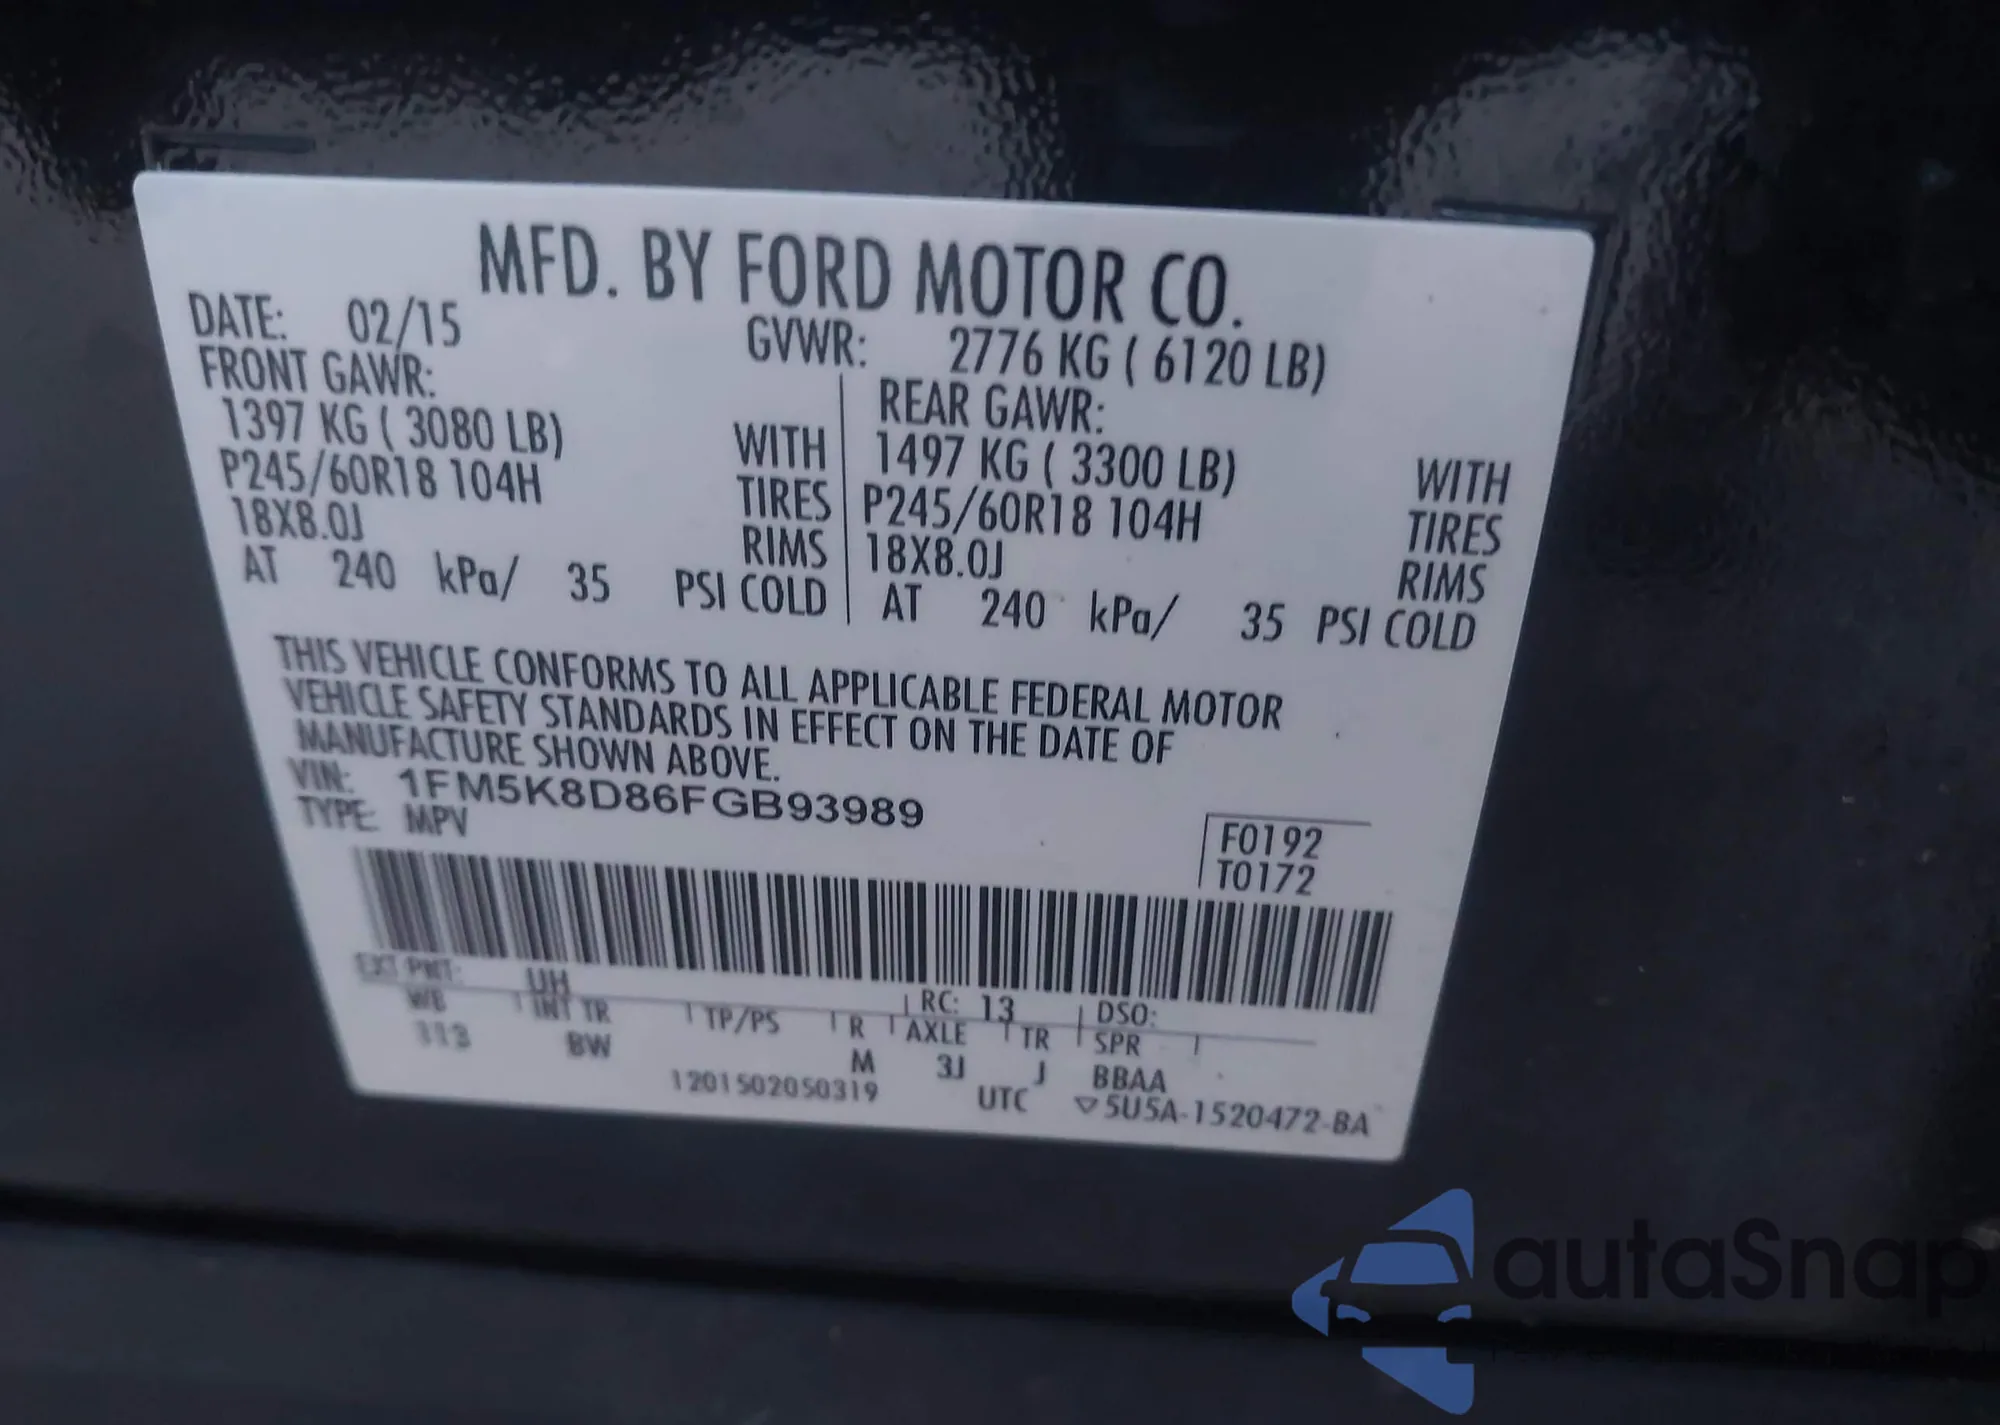 MFD. BY FORD MOTOR CO.
DATE: 02/15 GVWR: 2776 KG ( 6120 LB)
FRONT GAWR: REAR GAWR:
1397 KG ( 3080 LB) WITH 1497 KG ( 3300 LB) WITH
P245/60R18 104H TIRES P245/60R18 104H TIRES
18X8.0J RIMS 18X8.0J RIMS
AT 240 kPa/ 35 PSI COLD AT 240 kPa/ 35 PSI COLD
THIS VEHICLE CONFORMS TO ALL APPLICABLE FEDERAL MOTOR
VEHICLE SAFETY STANDARDS IN EFFECT ON THE DATE OF
MANUFACTURE SHOWN ABOVE.
VIN: 1FM5K8D86FGB93989
TYPE: MPV
F0192
T0172
EXT PNT: UH RC: 13 DSO:
WB INT TR TP/PS R AXLE TR SPR
313 BW M 3J J BBAA
1201502050319 UTC ▽5U5A-1520472-BA
autaSnap